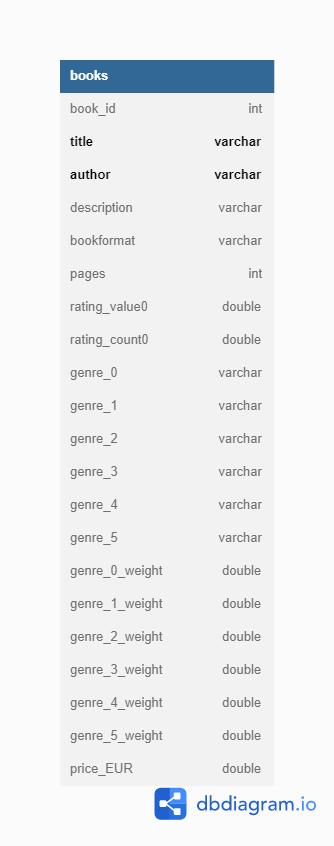 books
book_id int
title varchar
author varchar
description varchar
bookformat varchar
pages int
rating_value0 double
rating_count0 double
genre_0 varchar
genre_1 varchar
genre_2 varchar
genre_3 varchar
genre_4 varchar
genre_5 varchar
genre_0_weight double
genre_1_weight double
genre_2_weight double
genre_3_weight double
genre_4_weight double
genre_5_weight double
price_EUR double
dbdiagram.io